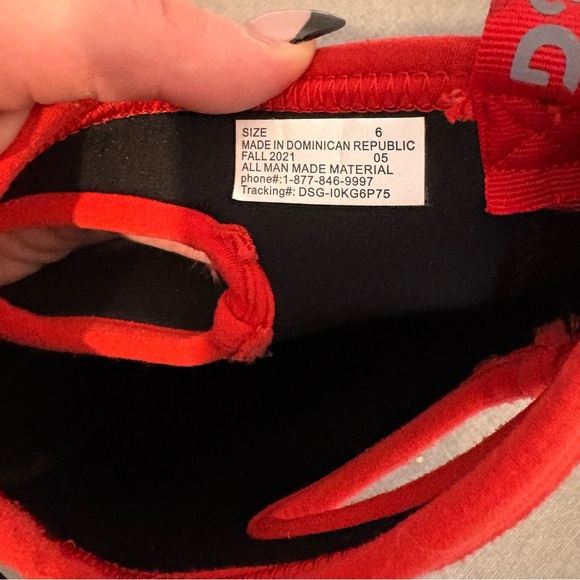 SIZE 6
MADE IN DOMINICAN REPUBLIC
FALL 2021 05
ALL MAN MADE MATERIAL
phone#:1-877-846-9997
Tracking#: DSG-I0KG6P75